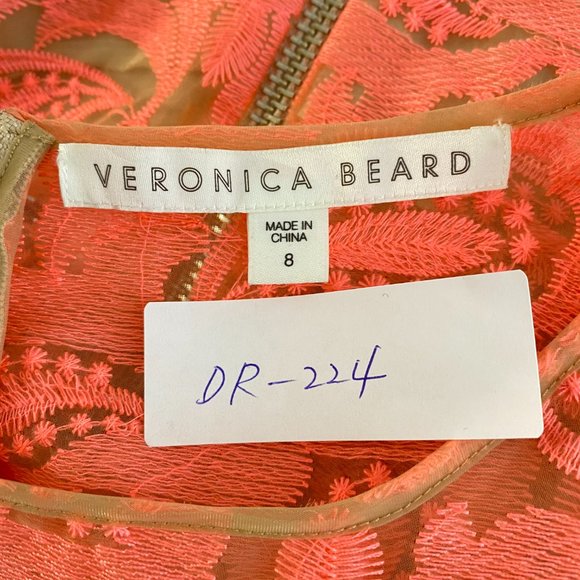 VERONICA BEARD
MADE IN
CHINA
8
DR-224